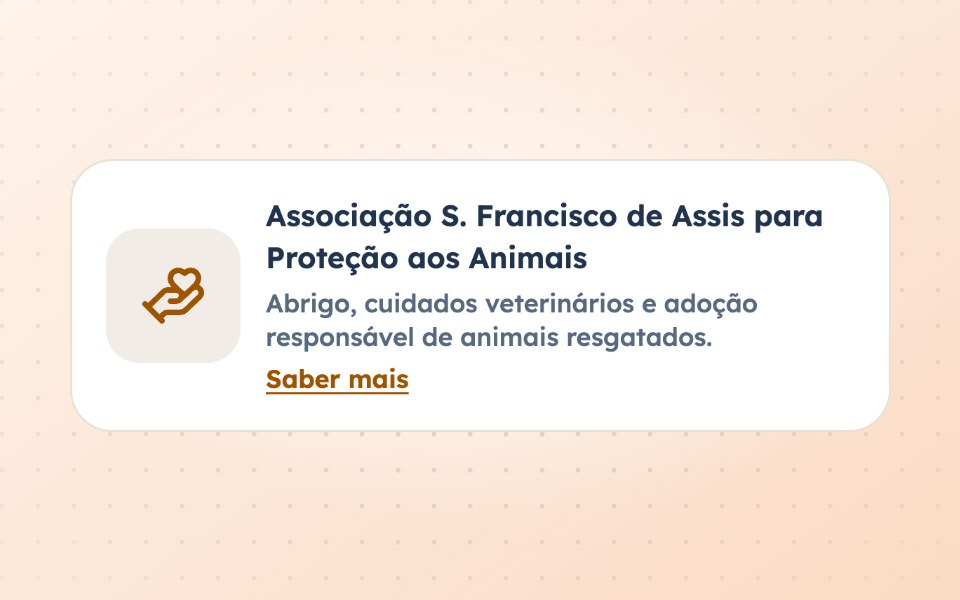 Associação S. Francisco de Assis para
Proteção aos Animais
Abrigo, cuidados veterinários e adoção
responsável de animais resgatados.
Saber mais